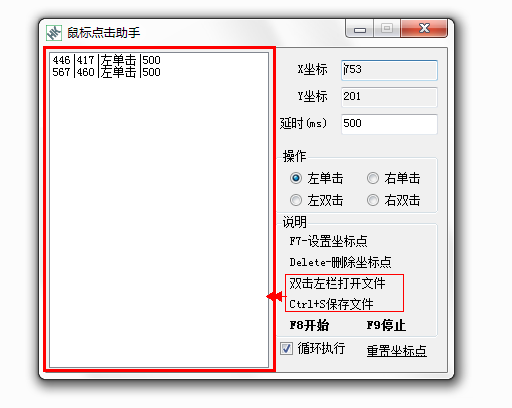 鼠标点击助手
446|417|左单击|500
567|460|左单击|500
X坐标 753
Y坐标 201
延时(ms) 500
操作
左单击 右单击
左双击 右双击
说明
F7-设置坐标点
Delete-删除坐标点
双击左栏打开文件
Ctrl+S保存文件
F8开始 F9停止
循环执行 重置坐标点